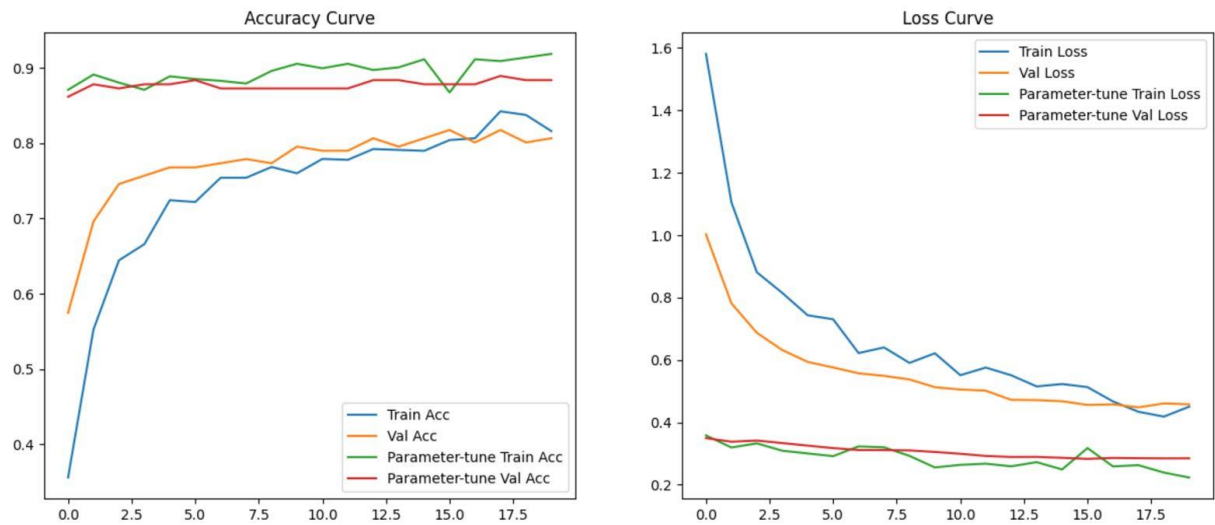 Accuracy Curve
0.9
0.8
0.7
0.6
0.5
0.4
Train Acc
Val Acc
Parameter-tune Train Acc
Parameter-tune Val Acc
0.0 2.5 5.0 7.5 10.0 12.5 15.0 17.5
Loss Curve
1.6
1.4
1.2
1.0
0.8
0.6
0.4
0.2
Train Loss
Val Loss
Parameter-tune Train Loss
Parameter-tune Val Loss
0.0 2.5 5.0 7.5 10.0 12.5 15.0 17.5